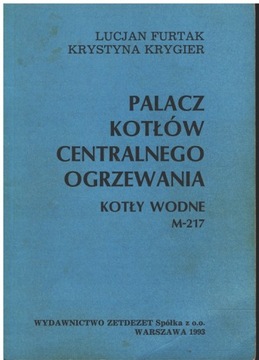 LUCJAN FURTAK
KRYSTYNA KRYGIER
PALACZ
KOTŁÓW
CENTRALNEGO
OGRZEWANIA
KOTŁY WODNE
M-217
WYDAWNICTWO ZETDEZET Spółka z o.o.
WARSZAWA 1993